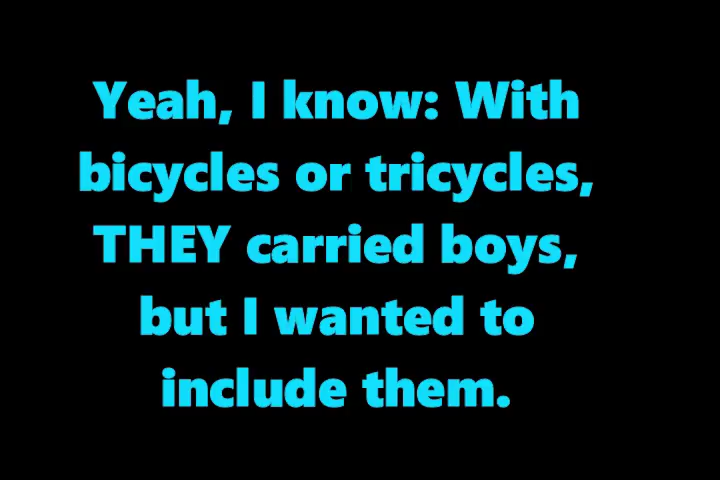 Yeah, I know: With
bicycles or tricycles,
THEY carried boys,
but I wanted to
include them.